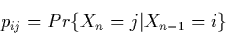 p_{ij} = Pr{X_n = j|X_{n-1} = i}